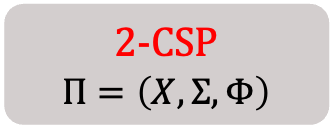 2-CSP
Π = (X, Σ, Φ)